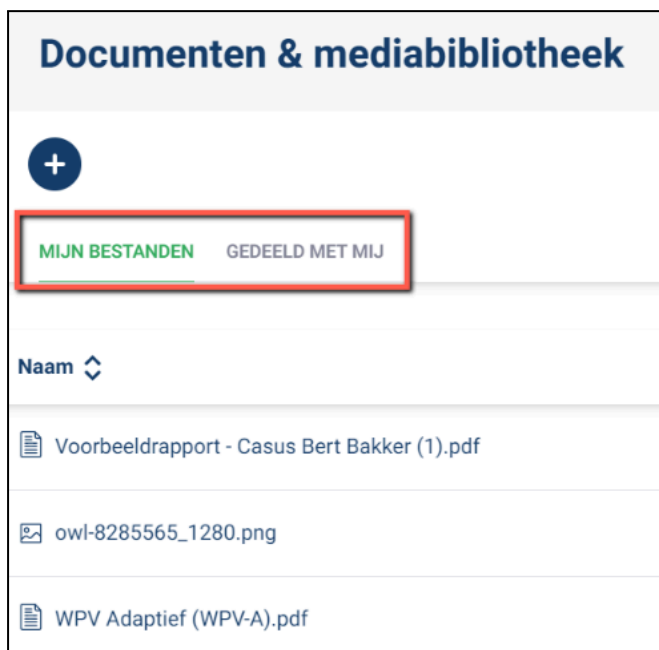 Documenten & mediabibliotheek
+
MIJN BESTANDEN GEDEELD MET MIJ
Naam
Voorbeeldrapport - Casus Bert Bakker (1).pdf
owl-8285565_1280.png
WPV Adaptief (WPV-A).pdf